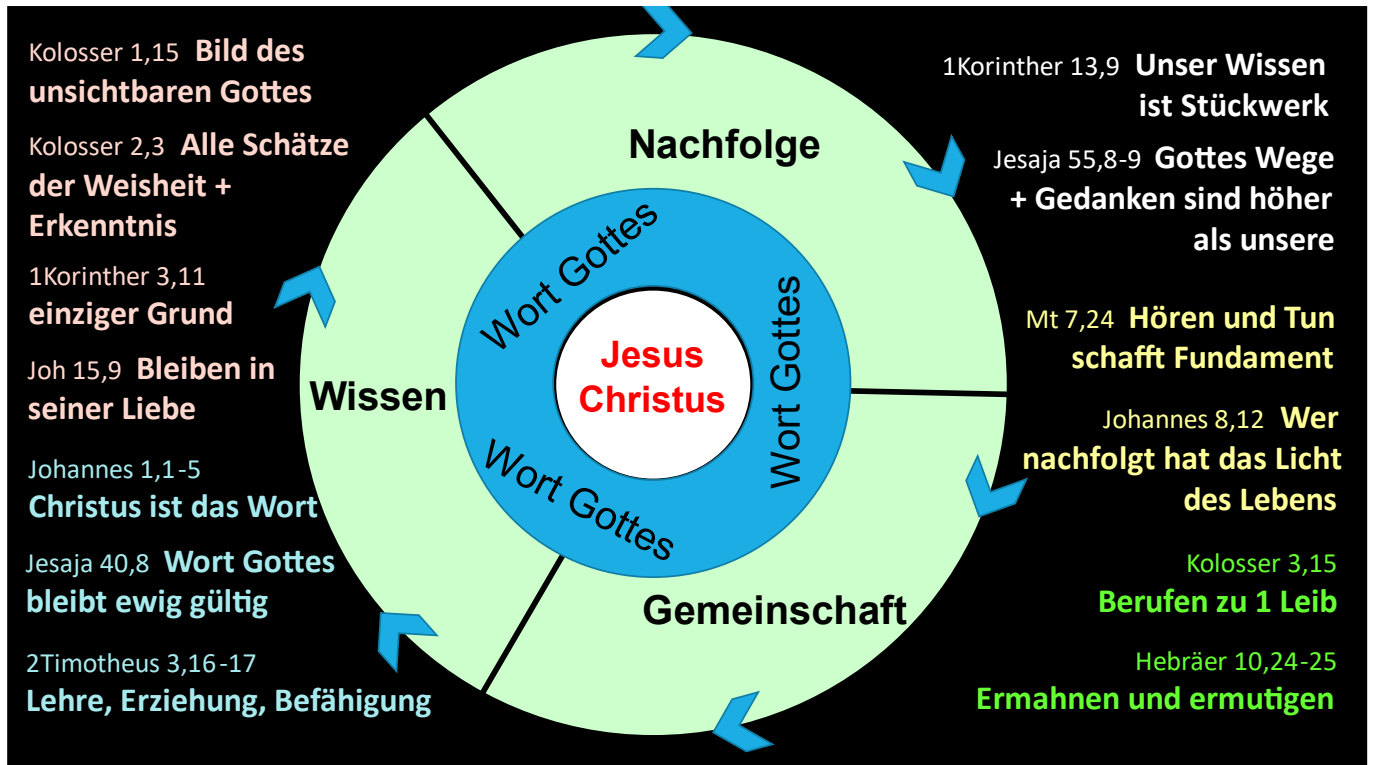 Kolosser 1,15 Bild des
unsichtbaren Gottes
Kolosser 2,3 Alle Schätze
der Weisheit +
Erkenntnis
1Korinther 3,11
einziger Grund
Joh 15,9 Bleiben in
seiner Liebe
Johannes 1,1-5
Christus ist das Wort
Jesaja 40,8 Wort Gottes
bleibt ewig gültig
2Timotheus 3,16-17
Lehre, Erziehung, Befähigung
Nachfolge
Wort Gottes
Wort Gottes
Jesus
Christus
Wissen
Wort Gottes
Gemeinschaft
1Korinther 13,9 Unser Wissen
ist Stückwerk
Jesaja 55,8-9 Gottes Wege
+ Gedanken sind höher
als unsere
Mt 7,24 Hören und Tun
schafft Fundament
Johannes 8,12 Wer
nachfolgt hat das Licht
des Lebens
Kolosser 3,15
Berufen zu 1 Leib
Hebräer 10,24-25
Ermahnen und ermutigen